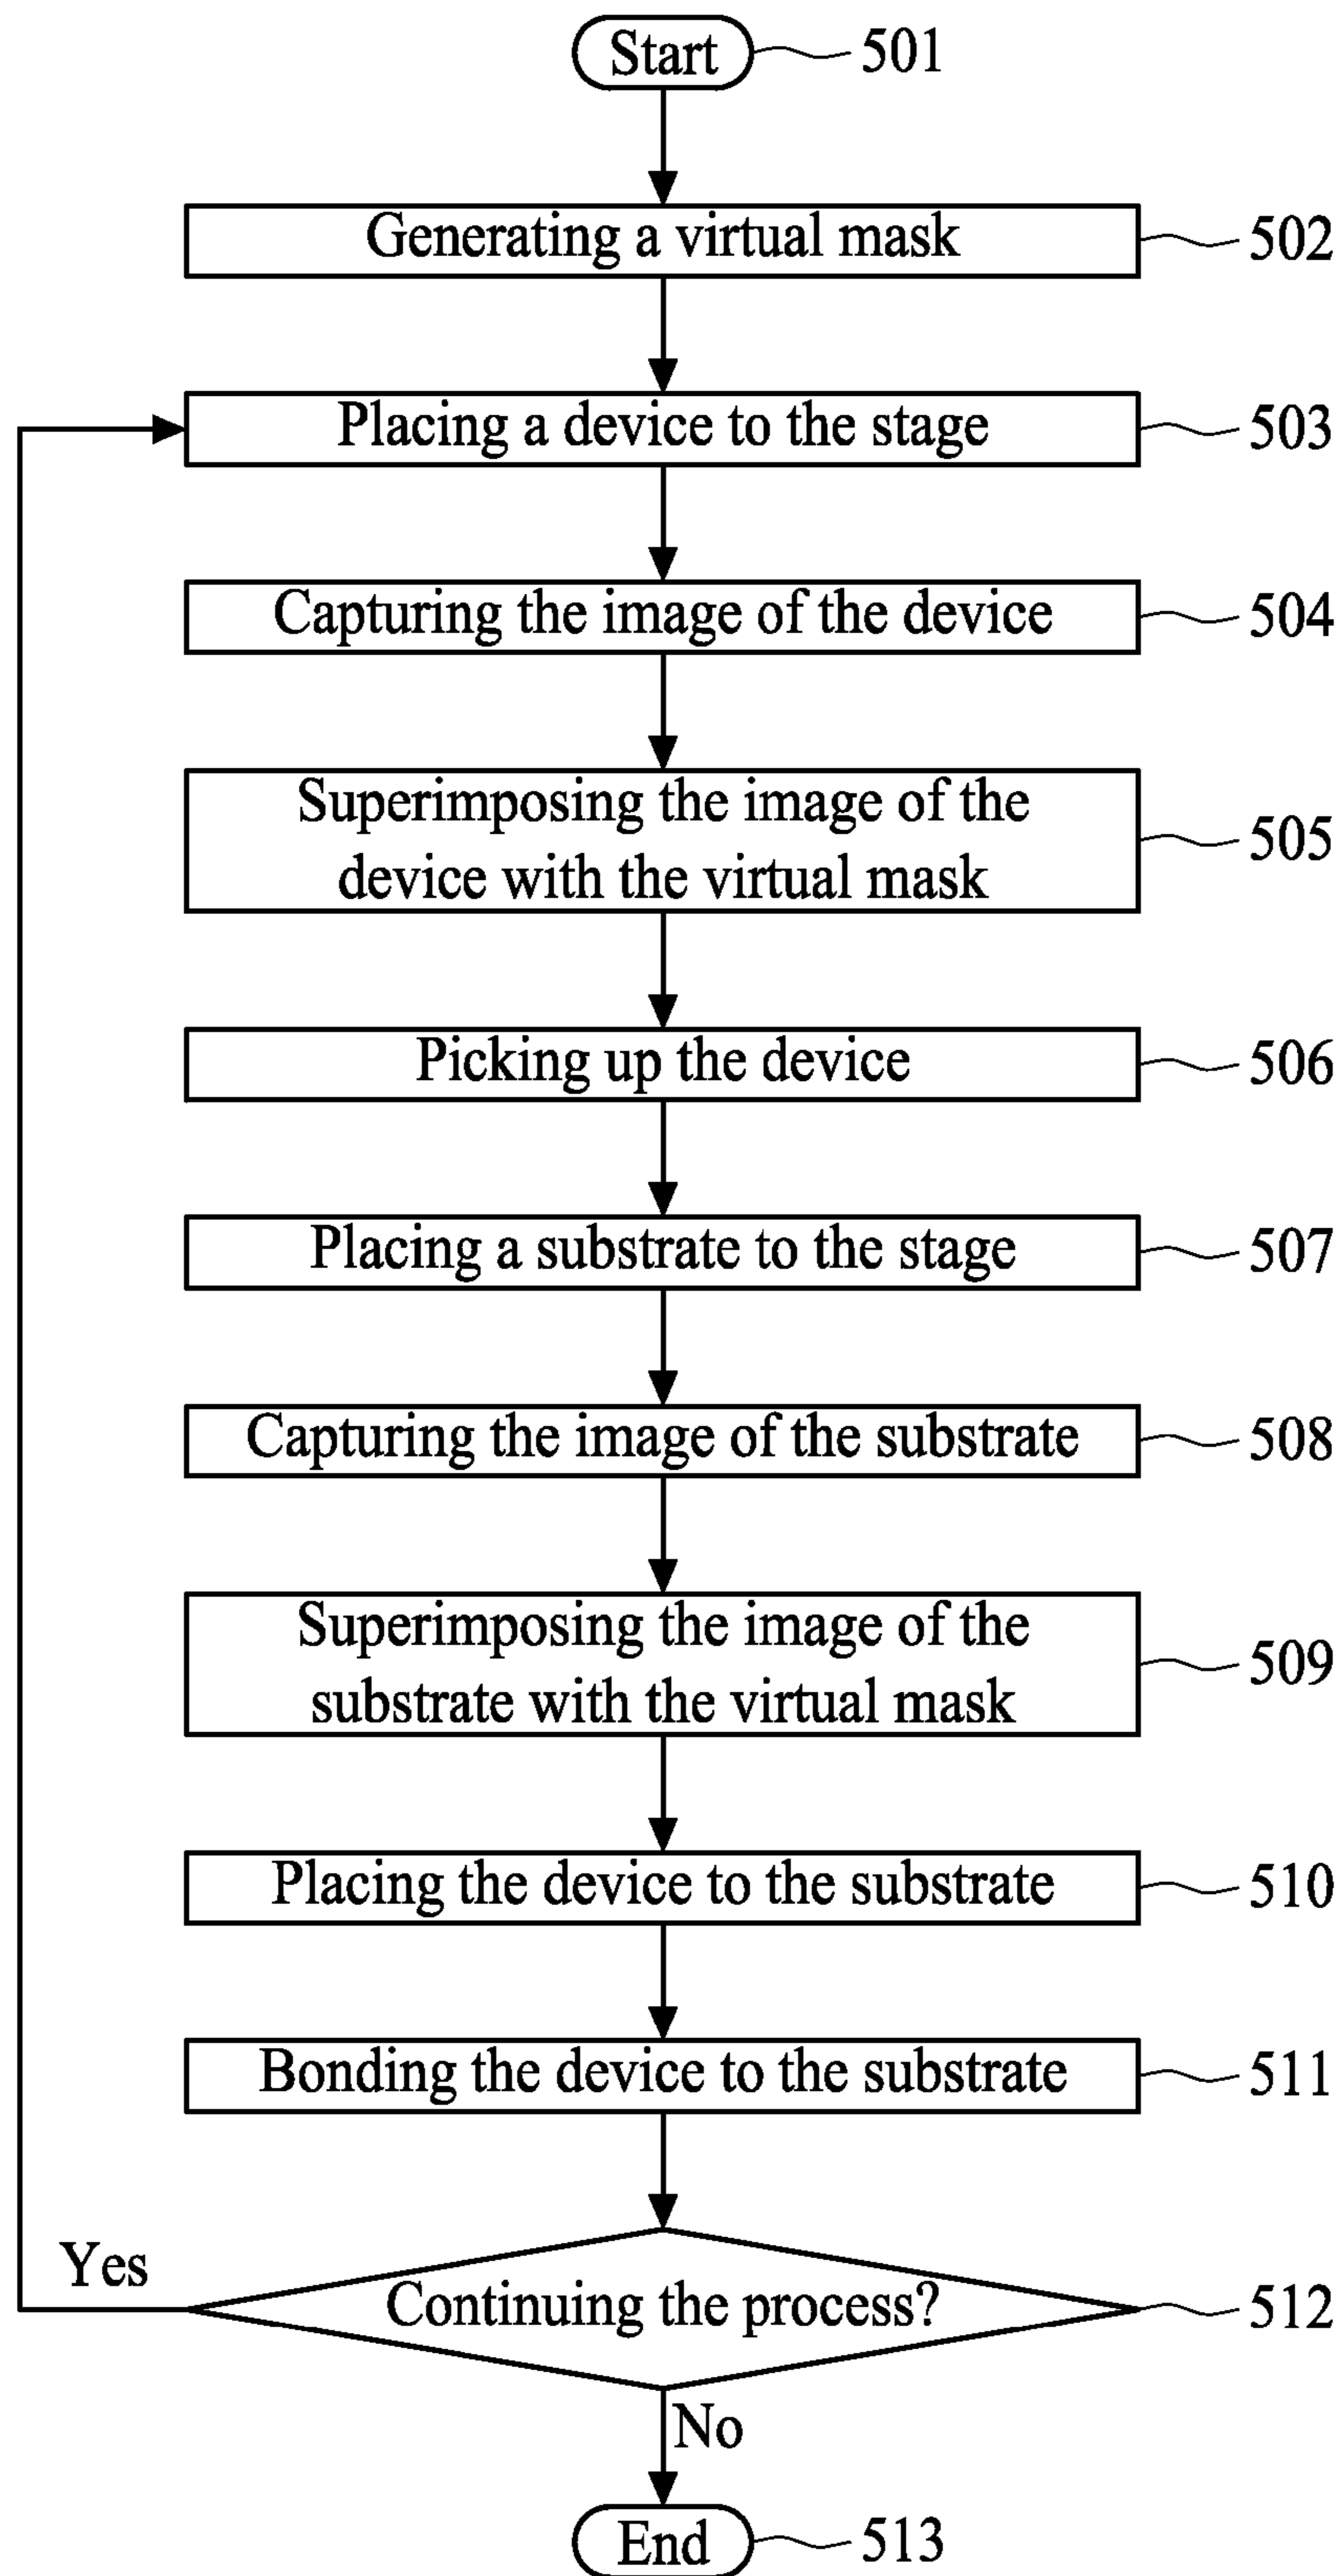 Start 501
Generating a virtual mask 502
Placing a device to the stage 503
Capturing the image of the device 504
Superimposing the image of the
device with the virtual mask 505
Picking up the device 506
Placing a substrate to the stage 507
Capturing the image of the substrate 508
Superimposing the image of the
substrate with the virtual mask 509
Placing the device to the substrate 510
Bonding the device to the substrate 511
Yes
Continuing the process? 512
No
End 513